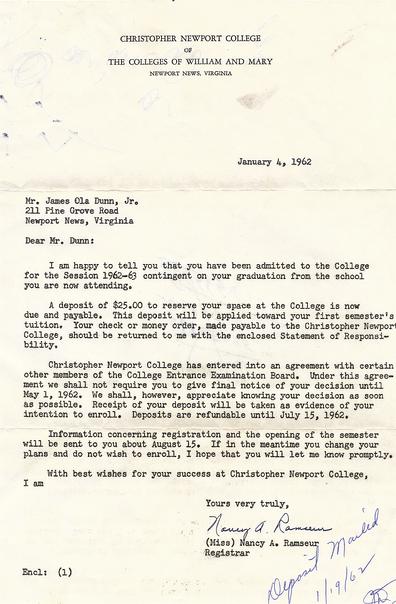 CHRISTOPHER NEWPORT COLLEGE
OF
THE COLLEGES OF WILLIAM AND MARY
NEWPORT NEWS, VIRGINIA
January 4, 1962
Mr. James Ola Dunn, Jr.
211 Pine Grove Road
Newport News, Virginia
Dear Mr. Dunn:
I am happy to tell you that you have been admitted to the College
for the Session 1962-63 contingent on your graduation from the school
you are now attending.
A deposit of $25.00 to reserve your space at the College is now
due and payable. This deposit will be applied toward your first semester's
tuition. Your check or money order, made payable to the Christopher Newport
College, should be returned to me with the enclosed Statement of Responsi-
bility.
Christopher Newport College has entered into an agreement with certain
other members of the College Entrance Examination Board. Under this agree-
ment we shall not require you to give final notice of your decision until
May 1, 1962. We shall, however, appreciate knowing your decision as soon
as possible. Receipt of your deposit will be taken as evidence of your
intention to enroll. Deposits are refundable until July 15, 1962.
Information concerning registration and the opening of the semester
will be sent to you about August 15. If in the meantime you change your
plans and do not wish to enroll, I hope that you will let me know promptly.
With best wishes for your success at Christopher Newport College,
I am
Yours very truly,
Nancy A. Ramseur
(Miss) Nancy A. Ramseur
Registrar
Encl: (1)
Deposit Mailed
1/19/62